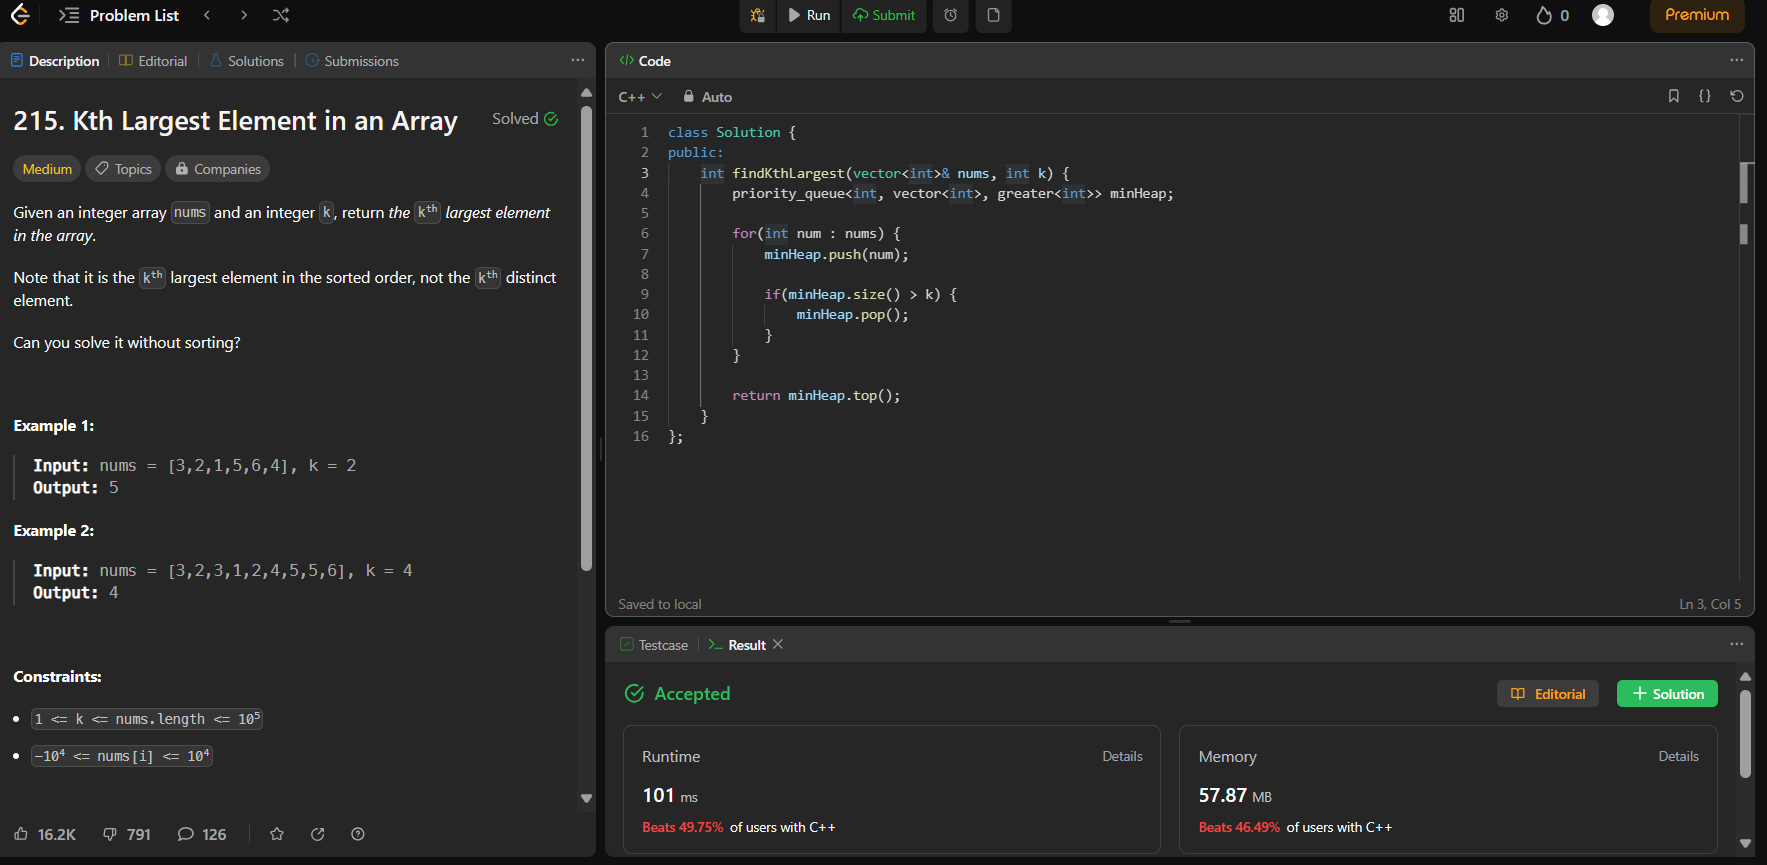 Problem List
Run
Submit
0
Premium
Description
Editorial
Solutions
Submissions
215. Kth Largest Element in an Array
Solved
Medium
Topics
Companies
Given an integer array nums and an integer k, return the kth largest element
in the array.
Note that it is the kth largest element in the sorted order, not the kth distinct
element.
Can you solve it without sorting?
Example 1:
Input: nums = [3,2,1,5,6,4], k = 2
Output: 5
Example 2:
Input: nums = [3,2,3,1,2,4,5,5,6], k = 4
Output: 4
Constraints:
• 1 <= k <= nums.length <= 10⁵
• −10⁴ <= nums[i] <= 10⁴
16.2K
791
126
</> Code
C++
Auto
{}
1 class Solution {
2 public:
3     int findKthLargest(vector<int>& nums, int k) {
4         priority_queue<int, vector<int>, greater<int>> minHeap;
5
6         for(int num : nums) {
7             minHeap.push(num);
8
9             if(minHeap.size() > k) {
10                 minHeap.pop();
11             }
12         }
13
14         return minHeap.top();
15     }
16 };
Saved to local
Ln 3, Col 5
Testcase
>_ Result
Accepted
Editorial
+ Solution
Runtime
Details
101 ms
Beats 49.75% of users with C++
Memory
Details
57.87 MB
Beats 46.49% of users with C++